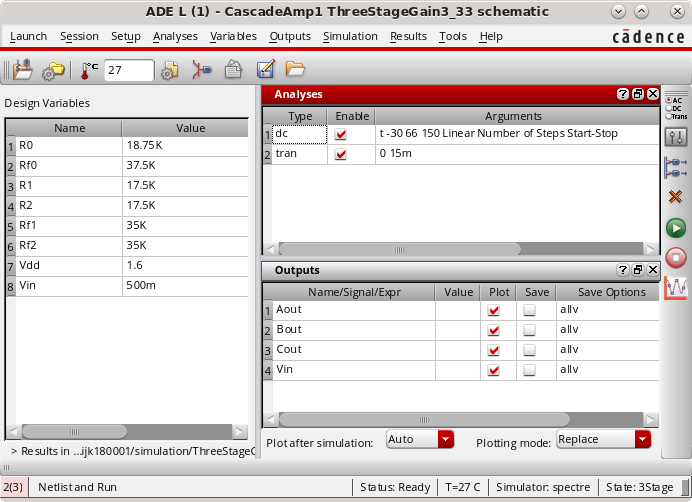 ADE L (1) - CascadeAmp1 ThreeStageGain3_33 schematic
Launch Session Setup Analyses Variables Outputs Simulation Results Tools Help
cādence
27
Design Variables
Name Value
1 R0 18.75K
2 Rf0 37.5K
3 R1 17.5K
4 R2 17.5K
5 Rf1 35K
6 Rf2 35K
7 Vdd 1.6
8 Vin 500m
> Results in ...ijk180001/simulation/ThreeStageG
Analyses
Type Enable Arguments
1 dc t -30 66 150 Linear Number of Steps Start-Stop
2 tran 0 15m
Outputs
Name/Signal/Expr Value Plot Save Save Options
1 Aout allv
2 Bout allv
3 Cout allv
4 Vin allv
Plot after simulation: Auto Plotting mode: Replace
AC
DC
Trans
2(3) Netlist and Run Status: Ready T=27 C Simulator: spectre State: 3Stage